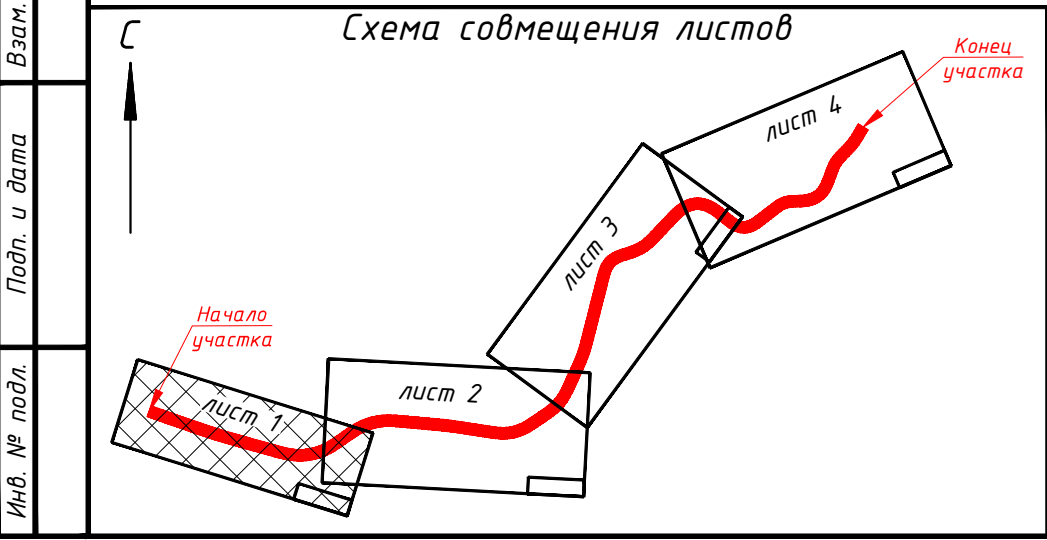 Схема совмещения листов
С
Конец
участка
лист 4
лист 3
Начало
участка
лист 2
лист 1
Взам.
Подп. и дата
Инв. № подл.